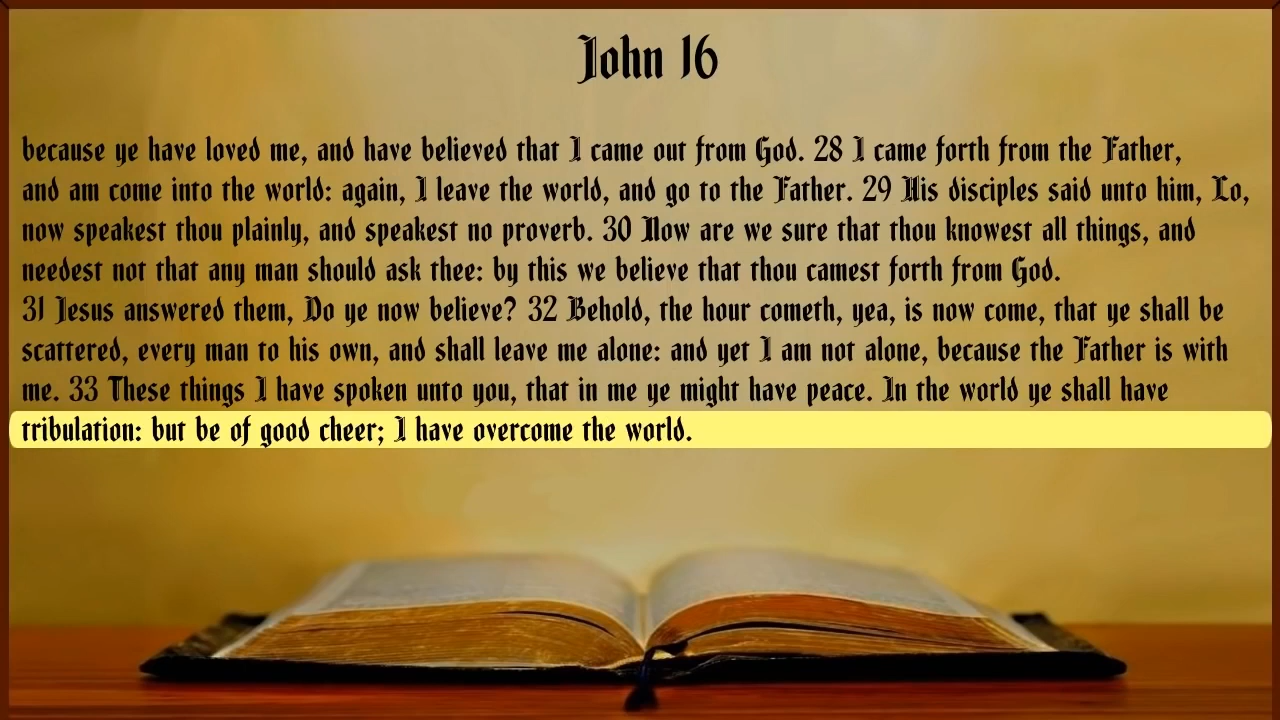 John 16
because ye have loved me, and have believed that I came out from God. 28 I came forth from the Father,
and am come into the world: again, I leave the world, and go to the Father. 29 His disciples said unto him, Lo,
now speakest thou plainly, and speakest no proverb. 30 Now are we sure that thou knowest all things, and
needest not that any man should ask thee: by this we believe that thou camest forth from God.
31 Jesus answered them, Do ye now believe? 32 Behold, the hour cometh, yea, is now come, that ye shall be
scattered, every man to his own, and shall leave me alone: and yet I am not alone, because the Father is with
me. 33 These things I have spoken unto you, that in me ye might have peace. In the world ye shall have
tribulation: but be of good cheer; I have overcome the world.